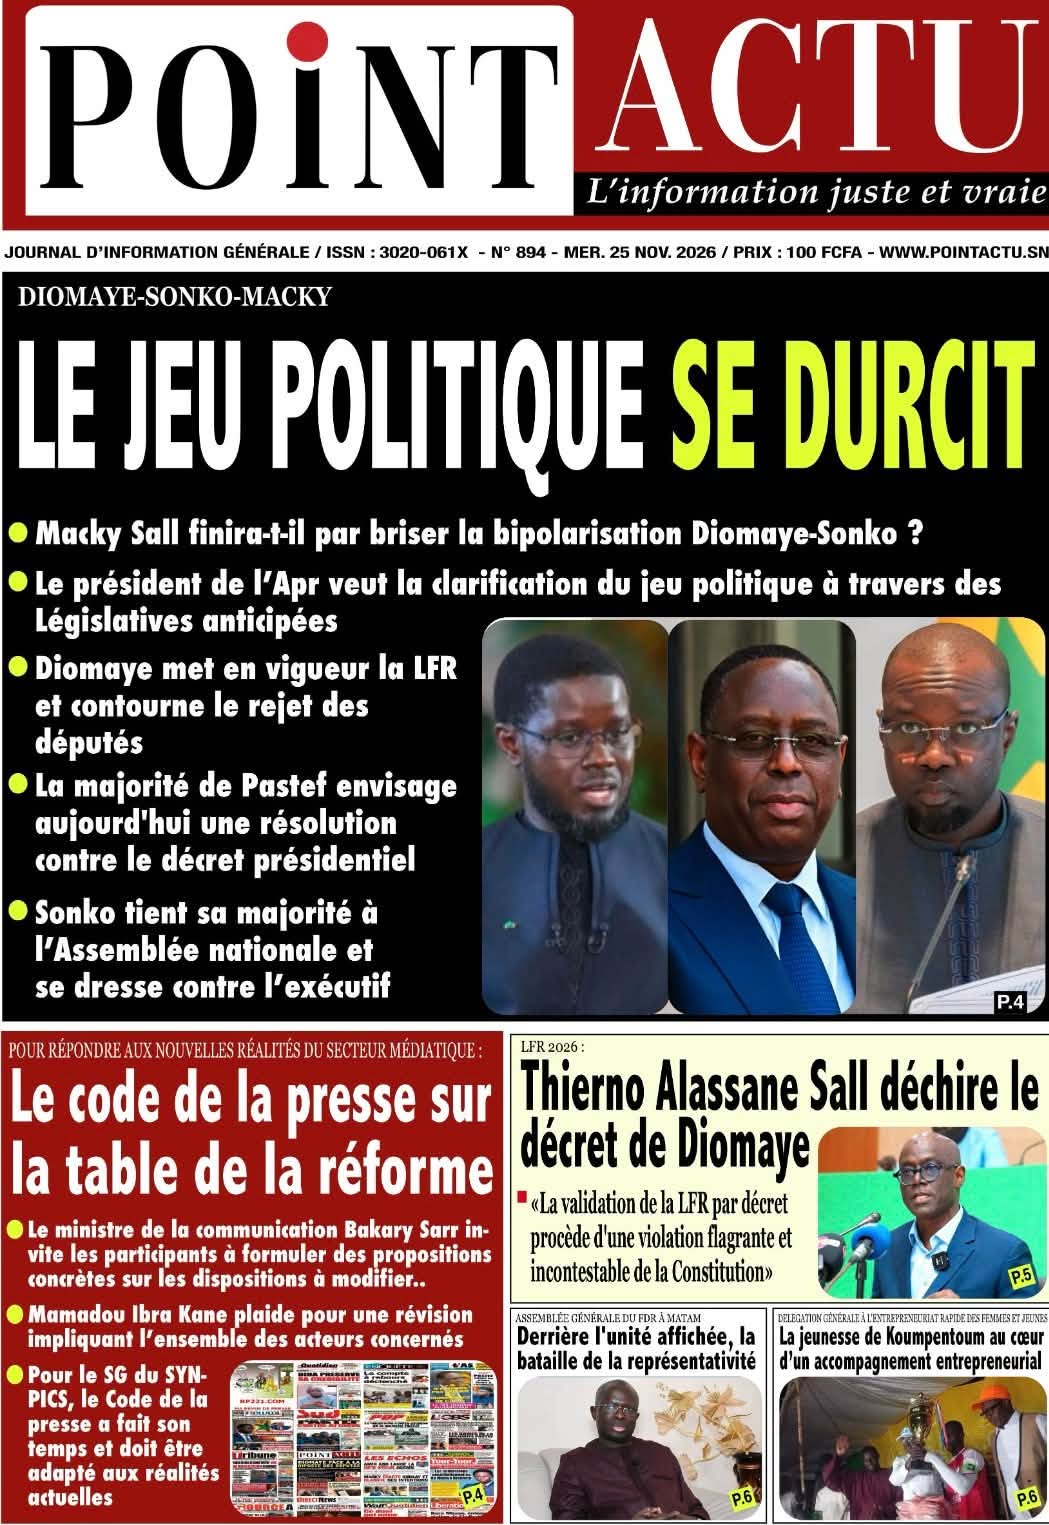 POiNT ACTU
L'information juste et vraie
JOURNAL D'INFORMATION GÉNÉRALE / ISSN : 3020-061X - N° 894 - MER. 25 NOV. 2026 / PRIX : 100 FCFA - WWW.POINTACTU.SN
DIOMAYE-SONKO-MACKY
LE JEU POLITIQUE SE DURCIT
Macky Sall finira-t-il par briser la bipolarisation Diomaye-Sonko ?
Le président de l'Apr veut la clarification du jeu politique à travers des
Législatives anticipées
Diomaye met en vigueur la LFR
et contourne le rejet des
députés
La majorité de Pastef envisage
aujourd'hui une résolution
contre le décret présidentiel
Sonko tient sa majorité à
l'Assemblée nationale et
se dresse contre l'exécutif
P.4
POUR RÉPONDRE AUX NOUVELLES RÉALITÉS DU SECTEUR MÉDIATIQUE :
Le code de la presse sur
la table de la réforme
Le ministre de la communication Bakary Sarr in-
vite les participants à formuler des propositions
concrètes sur les dispositions à modifier..
Mamadou Ibra Kane plaide pour une révision
impliquant l'ensemble des acteurs concernés
Pour le SG du SYN-
PICS, le Code de la
presse a fait son
temps et doit être
adapté aux réalités
actuelles
P.4
LFR 2026 :
Thierno Alassane Sall déchire le
décret de Diomaye
«La validation de la LFR par décret
procède d'une violation flagrante et
incontestable de la Constitution»
P.5
ASSEMBLÉE GÉNÉRALE DU FDR À MATAM
Derrière l'unité affichée, la
bataille de la représentativité
P.6
DELEGATION GÉNÉRALE À L'ENTREPRENEURIAT RAPIDE DES FEMMES ET JEUNES
La jeunesse de Koumpentoum au cœur
d'un accompagnement entrepreneurial
P.6